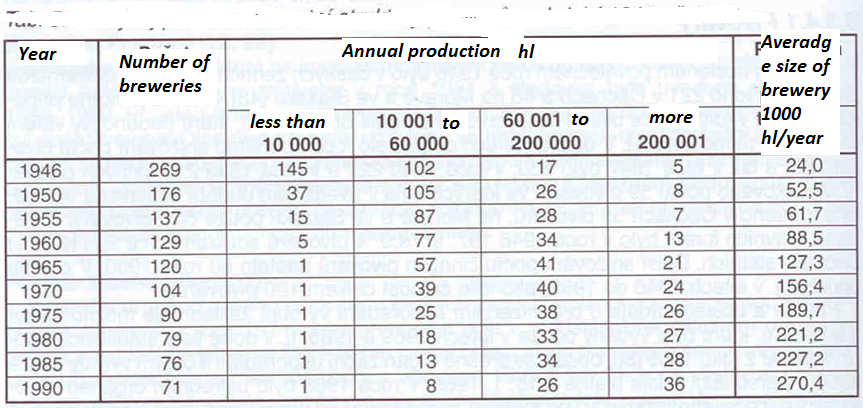 Year Number of breweries Annual production hl Averadg e size of brewery 1000 hl/year
less than 10 000 10 001 to 60 000 60 001 to 200 000 more 200 001
1946 269 145 102 17 5 24,0
1950 176 37 105 26 8 52,5
1955 137 15 87 28 7 61,7
1960 129 5 77 34 13 88,5
1965 120 1 57 41 21 127,3
1970 104 1 39 40 24 156,4
1975 90 1 25 38 26 189,7
1980 79 1 18 33 27 221,2
1985 76 1 13 34 28 227,2
1990 71 1 8 26 36 270,4